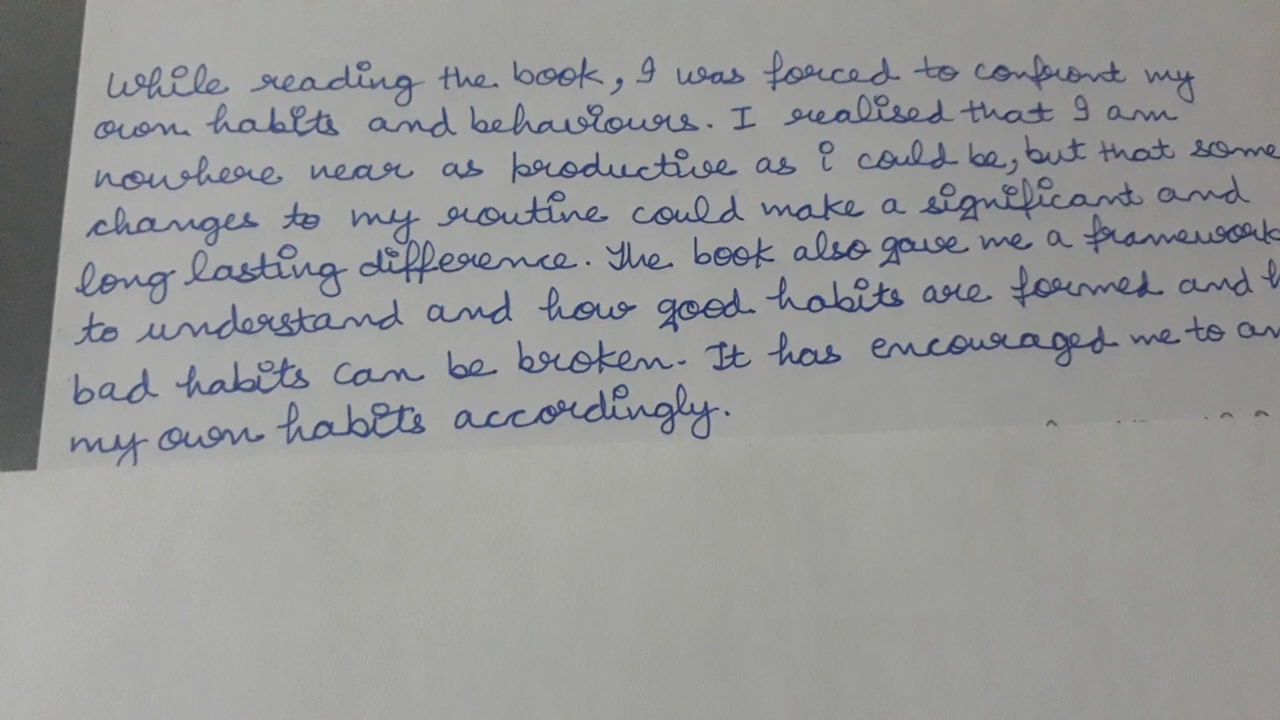 While reading the book, I was forced to confront my
own habits and behaviours. I realised that I am
nowhere near as productive as i could be, but that some
changes to my routine could make a significant and
long lasting difference. The book also gave me a framework
to understand and how good habits are formed and
bad habits can be broken. It has encouraged me to
my own habits accordingly.